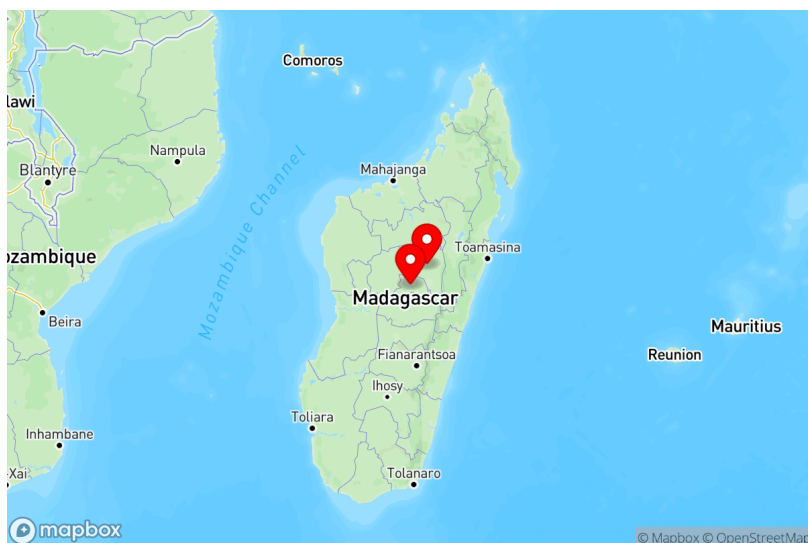 Comoros
lawi
Nampula
Blantyre
Mahajanga
Mozambique Channel
Toamasina
ozambique
Madagascar
Beira
Mauritius
Reunion
Fianarantsoa
Ihosy
Toliara
Inhambane
-Xai
Tolanaro
mapbox
© Mapbox © OpenStreetMap